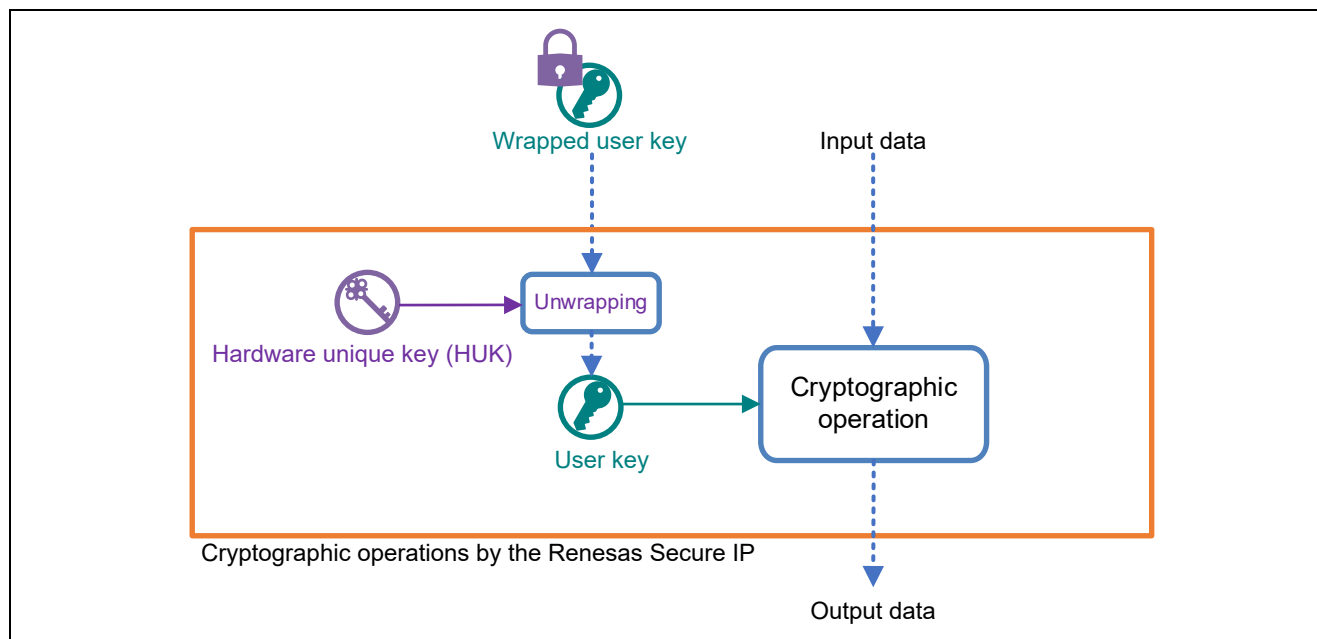 Wrapped user key
Input data
Unwrapping
Hardware unique key (HUK)
Cryptographic
operation
User key
Cryptographic operations by the Renesas Secure IP
Output data